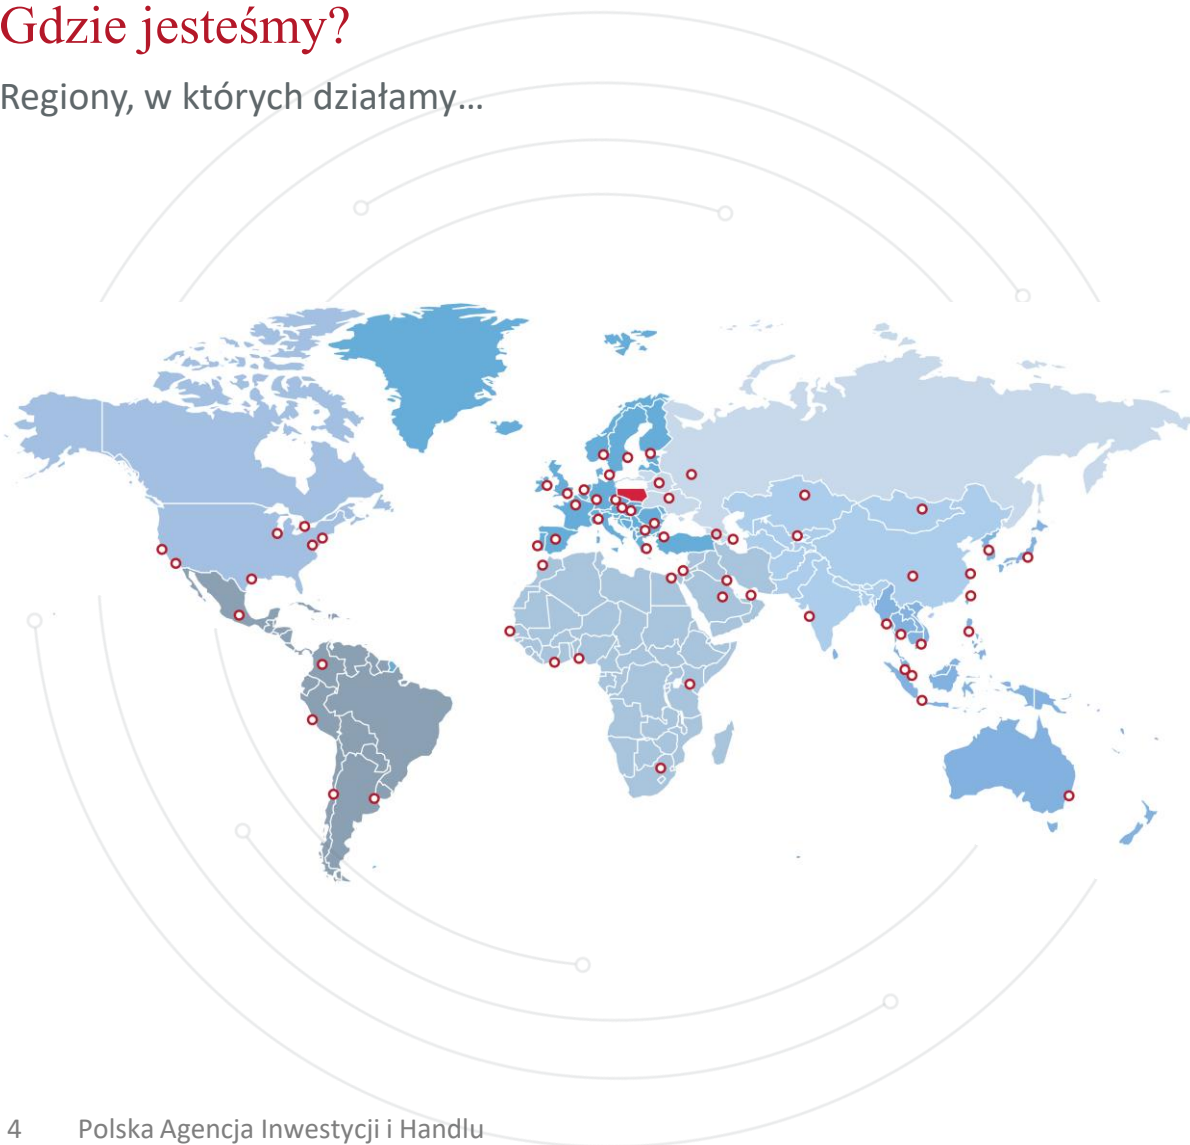 Gdzie jesteśmy?
Regiony, w których działamy...
4 Polska Agencja Inwestycji i Handlu